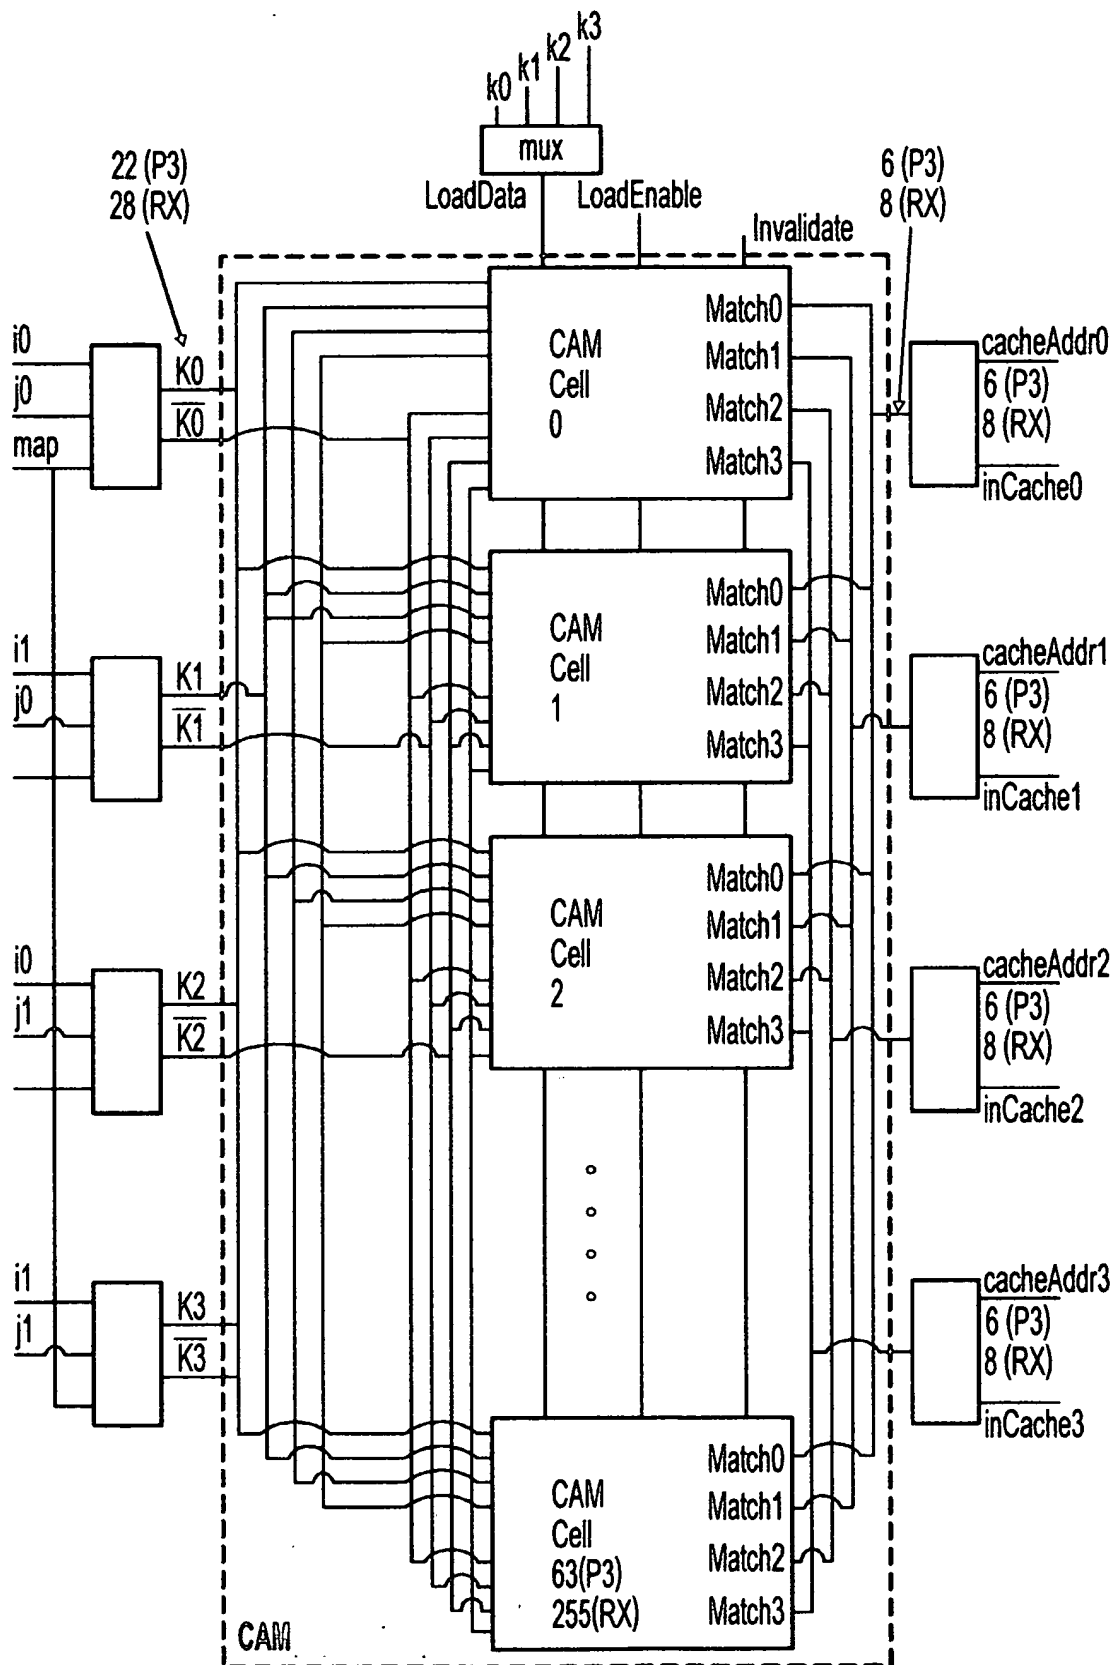 k0 k1 k2 k3
mux
22 (P3)
28 (RX)
6 (P3)
8 (RX)
LoadData
LoadEnable
Invalidate
i0
j0
map
K0
K0
CAM
Cell
0
Match0
Match1
Match2
Match3
cacheAddr0
6 (P3)
8 (RX)
inCache0
i1
j0
K1
K1
CAM
Cell
1
Match0
Match1
Match2
Match3
cacheAddr1
6 (P3)
8 (RX)
inCache1
i0
j1
K2
K2
CAM
Cell
2
Match0
Match1
Match2
Match3
cacheAddr2
6 (P3)
8 (RX)
inCache2
i1
j1
K3
K3
CAM
Cell
63(P3)
255(RX)
Match0
Match1
Match2
Match3
cacheAddr3
6 (P3)
8 (RX)
inCache3
CAM